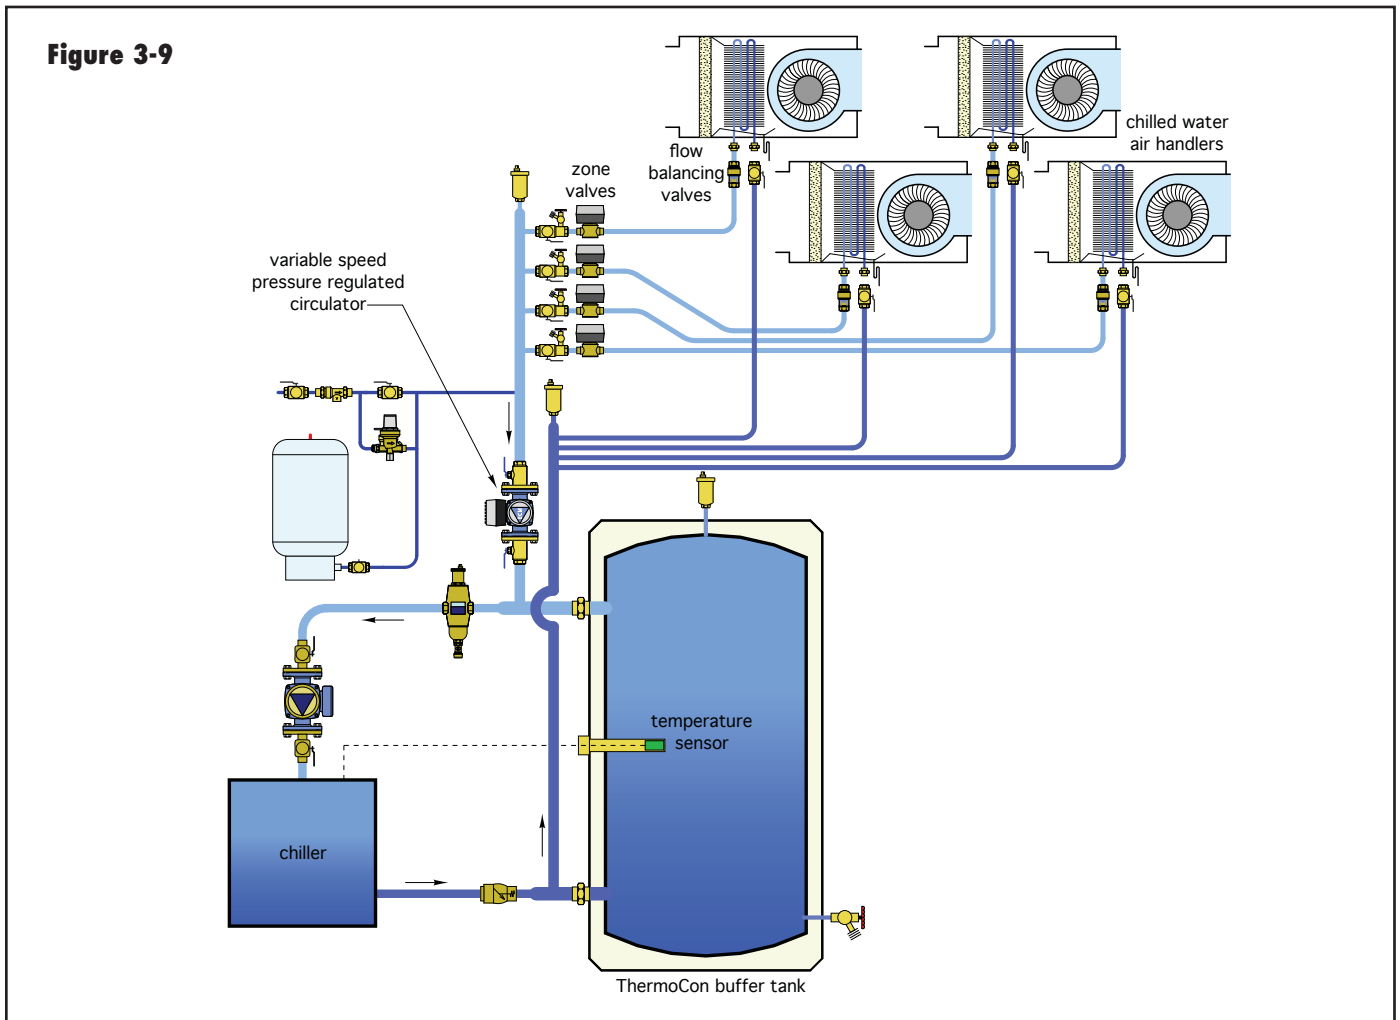 Figure 3-9
chilled water
air handlers
flow
balancing
valves
zone
valves
variable speed
pressure regulated
circulator
temperature
sensor
chiller
ThermoCon buffer tank